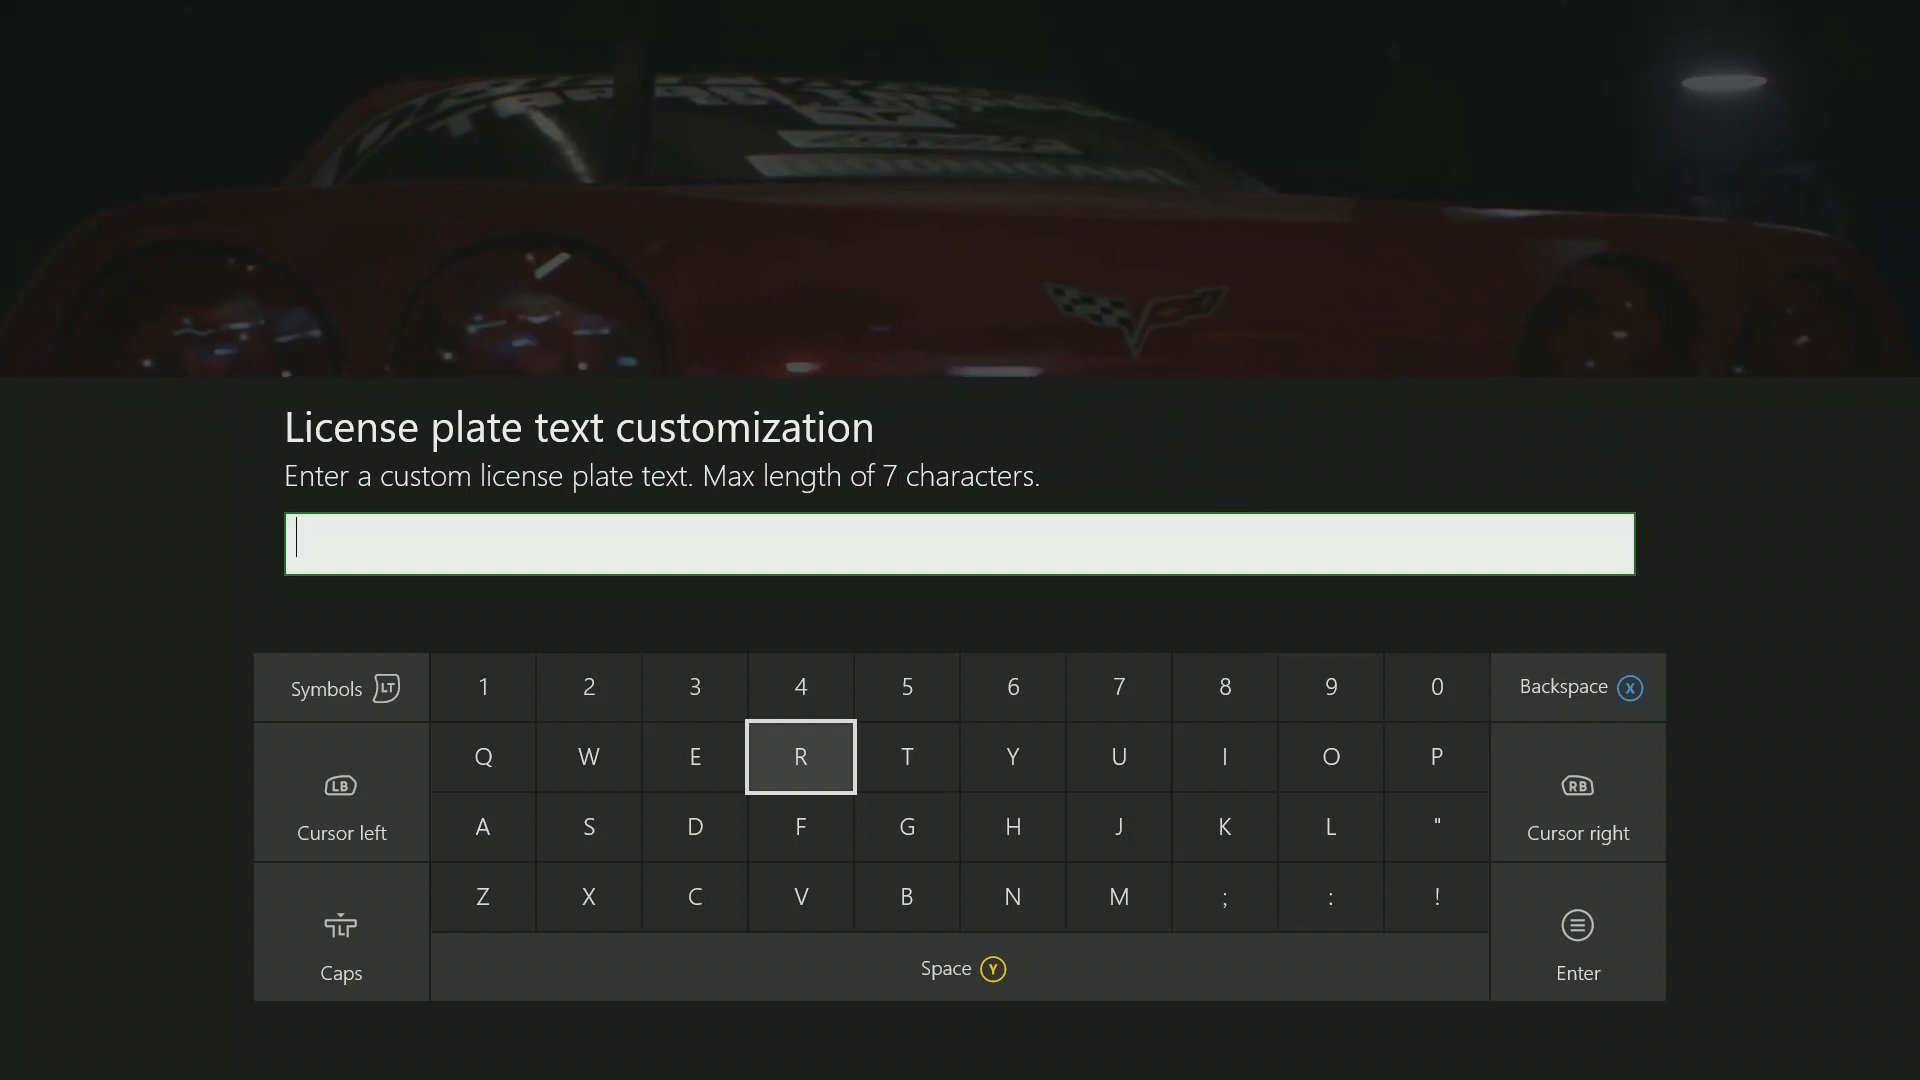 License plate text customization
Enter a custom license plate text. Max length of 7 characters.
Symbols LT 1 2 3 4 5 6 7 8 9 0 Backspace X
Q W E R T Y U I O P
LB RB
Cursor left A S D F G H J K L " Cursor right
Z X C V B N M ; : !
Caps Space Y Enter